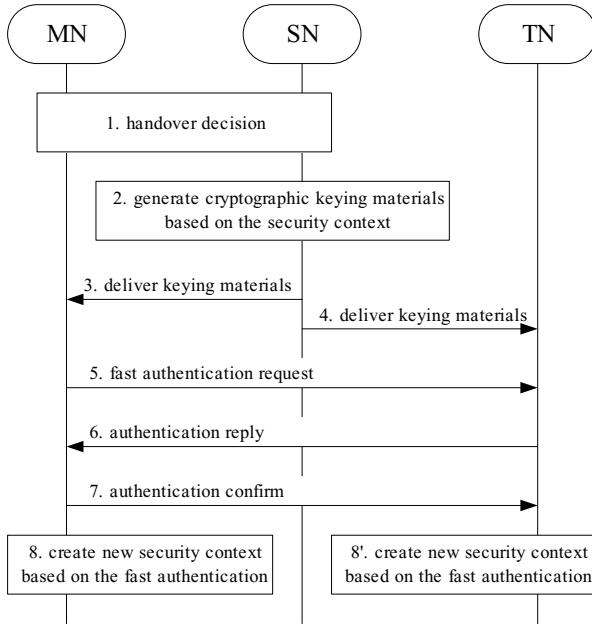 MN
SN
TN
1. handover decision
2. generate cryptographic keying materials
based on the security context
3. deliver keying materials
4. deliver keying materials
5. fast authentication request
6. authentication reply
7. authentication confirm
8. create new security context
based on the fast authentication
8'. create new security context
based on the fast authentication